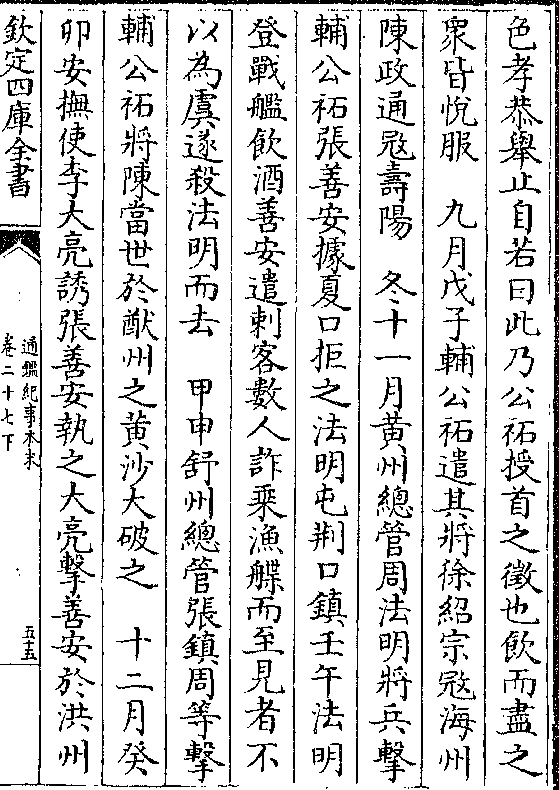 色孝恭舉止自若曰此乃公祏授首之徵也飲而盡之
衆皆悅服　九月戊子輔公祏遣其將徐紹宗宼海州
陳政通宼壽陽　冬十一月黄州總管周法明將兵撃
輔公祏張善安據夏口拒之法明屯荆口鎮壬午法明
登戰艦飲酒善安遣刺客數人詐乗漁艓而至見者不
以為虞遂殺法明而去　甲申舒州總管張鎮周等撃
輔公祏將陳當世於猷州之黄沙大破之　十二月癸
卯安撫使李大亮誘張善安執之大亮撃善安於洪州
欽定四庫全書
通鑑紀事本末
卷二十七下
五十五